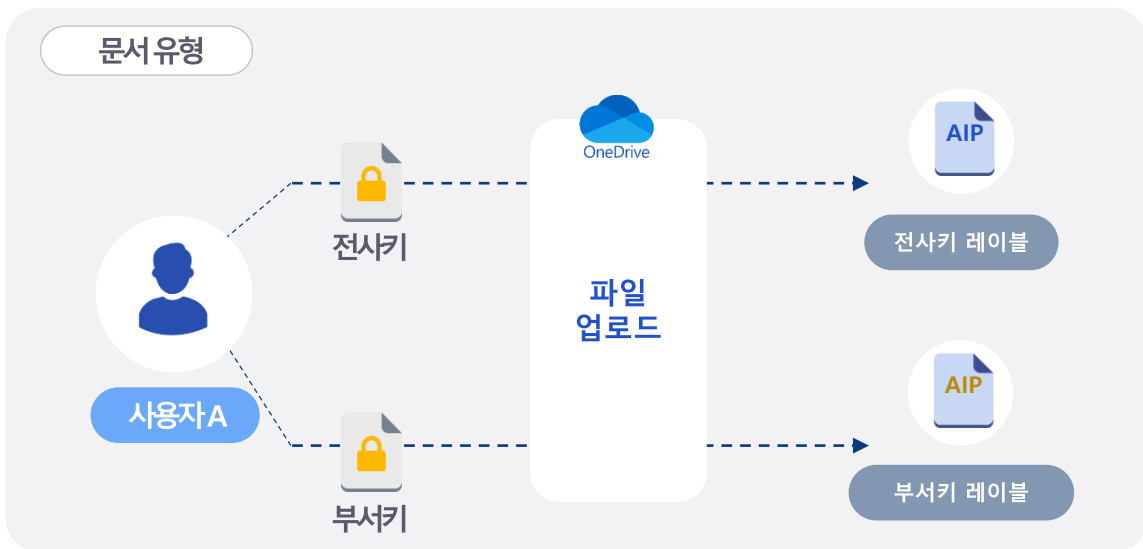 문서 유형
OneDrive
AIP
전사키
전사키 레이블
파일
업로드
사용자 A
AIP
부서키
부서키 레이블